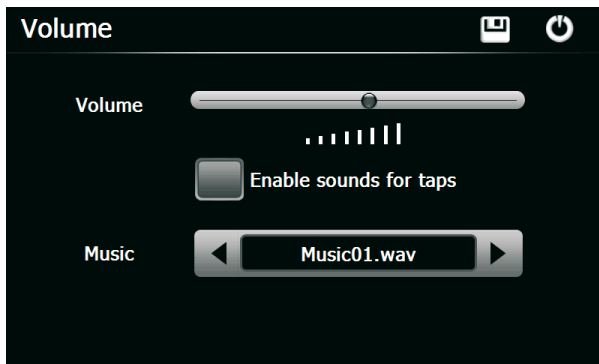 Volume
Volume
Enable sounds for taps
Music
Music01.wav